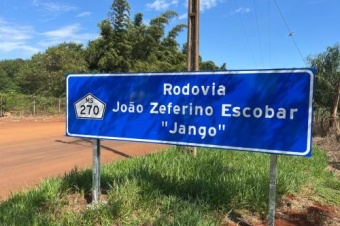 Rodovia
MS
270
João Zeferino Escobar
"Jango"